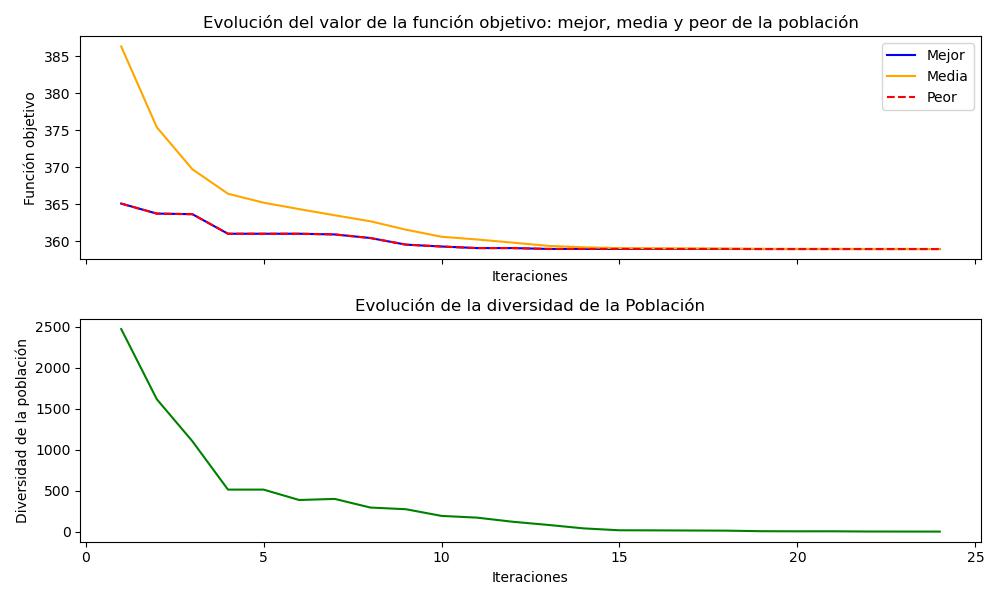 Evolución del valor de la función objetivo: mejor, media y peor de la población
Función objetivo
385
380
375
370
365
360
Mejor
Media
Peor
Iteraciones
Evolución de la diversidad de la Población
Diversidad de la población
2500
2000
1500
1000
500
0
0 5 10 15 20 25
Iteraciones